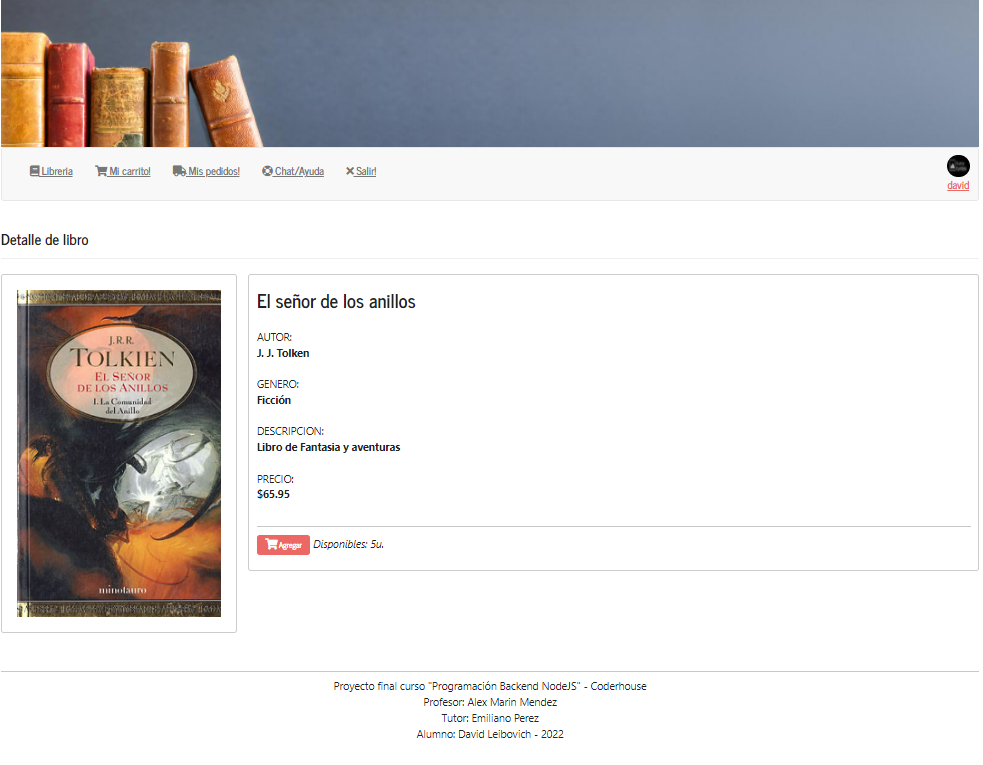 Libreria
Mi carrito!
Mis pedidos!
Chat/Ayuda
Salir!
david
Detalle de libro
J.R.R.
TOLKIEN
EL SEÑOR
DE LOS ANILLOS
I. La Comunidad
del Anillo
minotauro
El señor de los anillos
AUTOR:
J. J. Tolken
GENERO:
Ficción
DESCRIPCION:
Libro de Fantasia y aventuras
PRECIO:
$65.95
Agregar
Disponibles: 5u.
Proyecto final curso "Programación Backend NodeJS" - Coderhouse
Profesor: Alex Marin Mendez
Tutor: Emiliano Perez
Alumno: David Leibovich - 2022